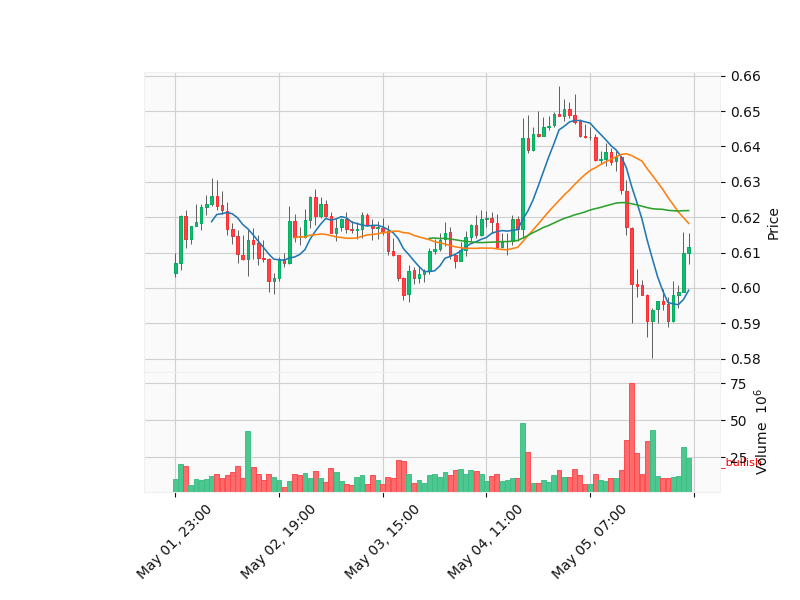 0.66
0.65
0.64
0.63
0.62
0.61
0.60
0.59
0.58
Price
75
50
25
Volume 10^6
bullish
May 01, 23:00
May 02, 19:00
May 03, 15:00
May 04, 11:00
May 05, 07:00